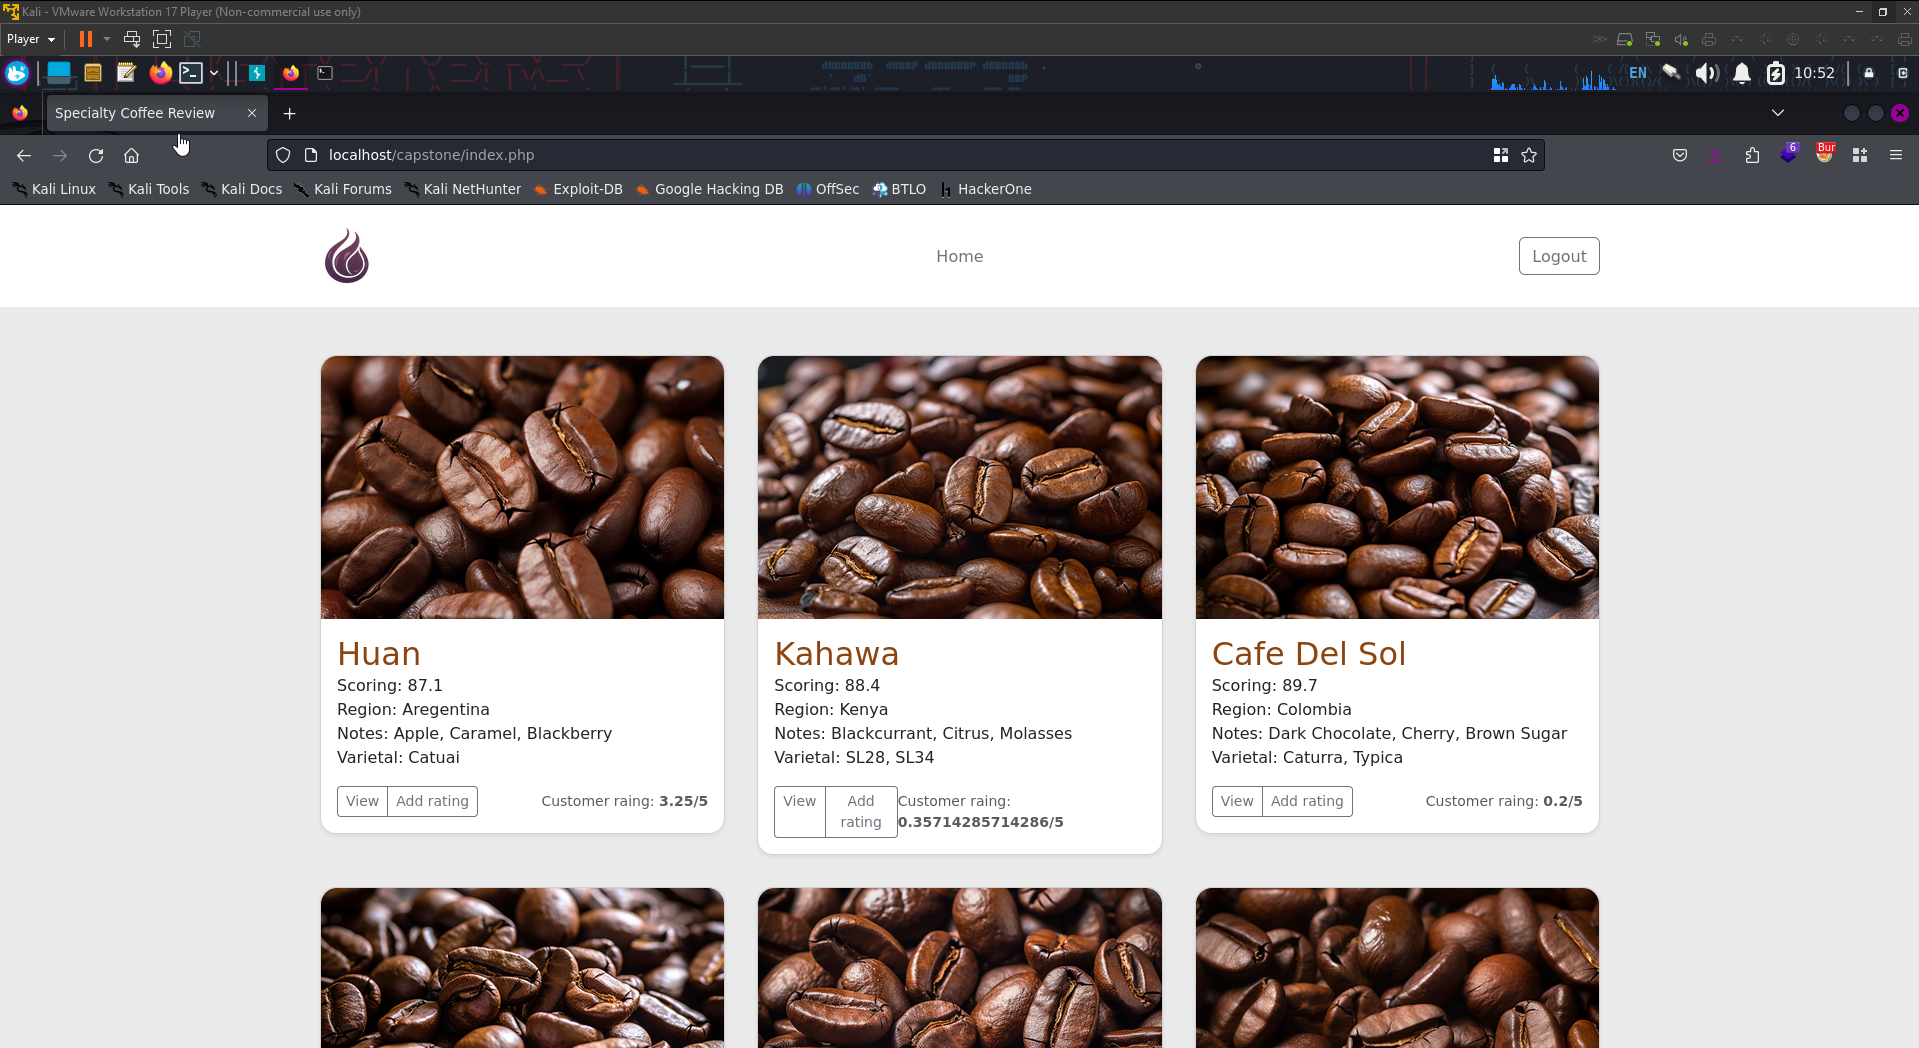 Kali - VMware Workstation 17 Player (Non-commercial use only)
Player
EN
10:52
Specialty Coffee Review
localhost/capstone/index.php
6
Bur
Kali Linux Kali Tools Kali Docs Kali Forums Kali NetHunter Exploit-DB Google Hacking DB OffSec BTLO HackerOne
Home
Logout
Huan
Scoring: 87.1
Region: Aregentina
Notes: Apple, Caramel, Blackberry
Varietal: Catuai
View Add rating Customer raing: 3.25/5
Kahawa
Scoring: 88.4
Region: Kenya
Notes: Blackcurrant, Citrus, Molasses
Varietal: SL28, SL34
View Add rating Customer raing:
0.35714285714286/5
Cafe Del Sol
Scoring: 89.7
Region: Colombia
Notes: Dark Chocolate, Cherry, Brown Sugar
Varietal: Caturra, Typica
View Add rating Customer raing: 0.2/5